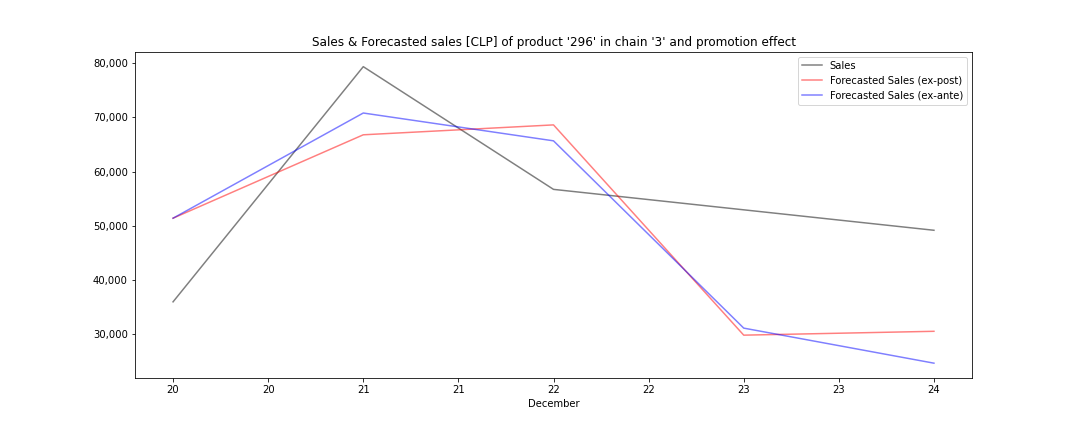 Sales & Forecasted sales [CLP] of product '296' in chain '3' and promotion effect
Sales
Forecasted Sales (ex-post)
Forecasted Sales (ex-ante)
80,000
70,000
60,000
50,000
40,000
30,000
20 20 21 21 22 22 23 23 24
December